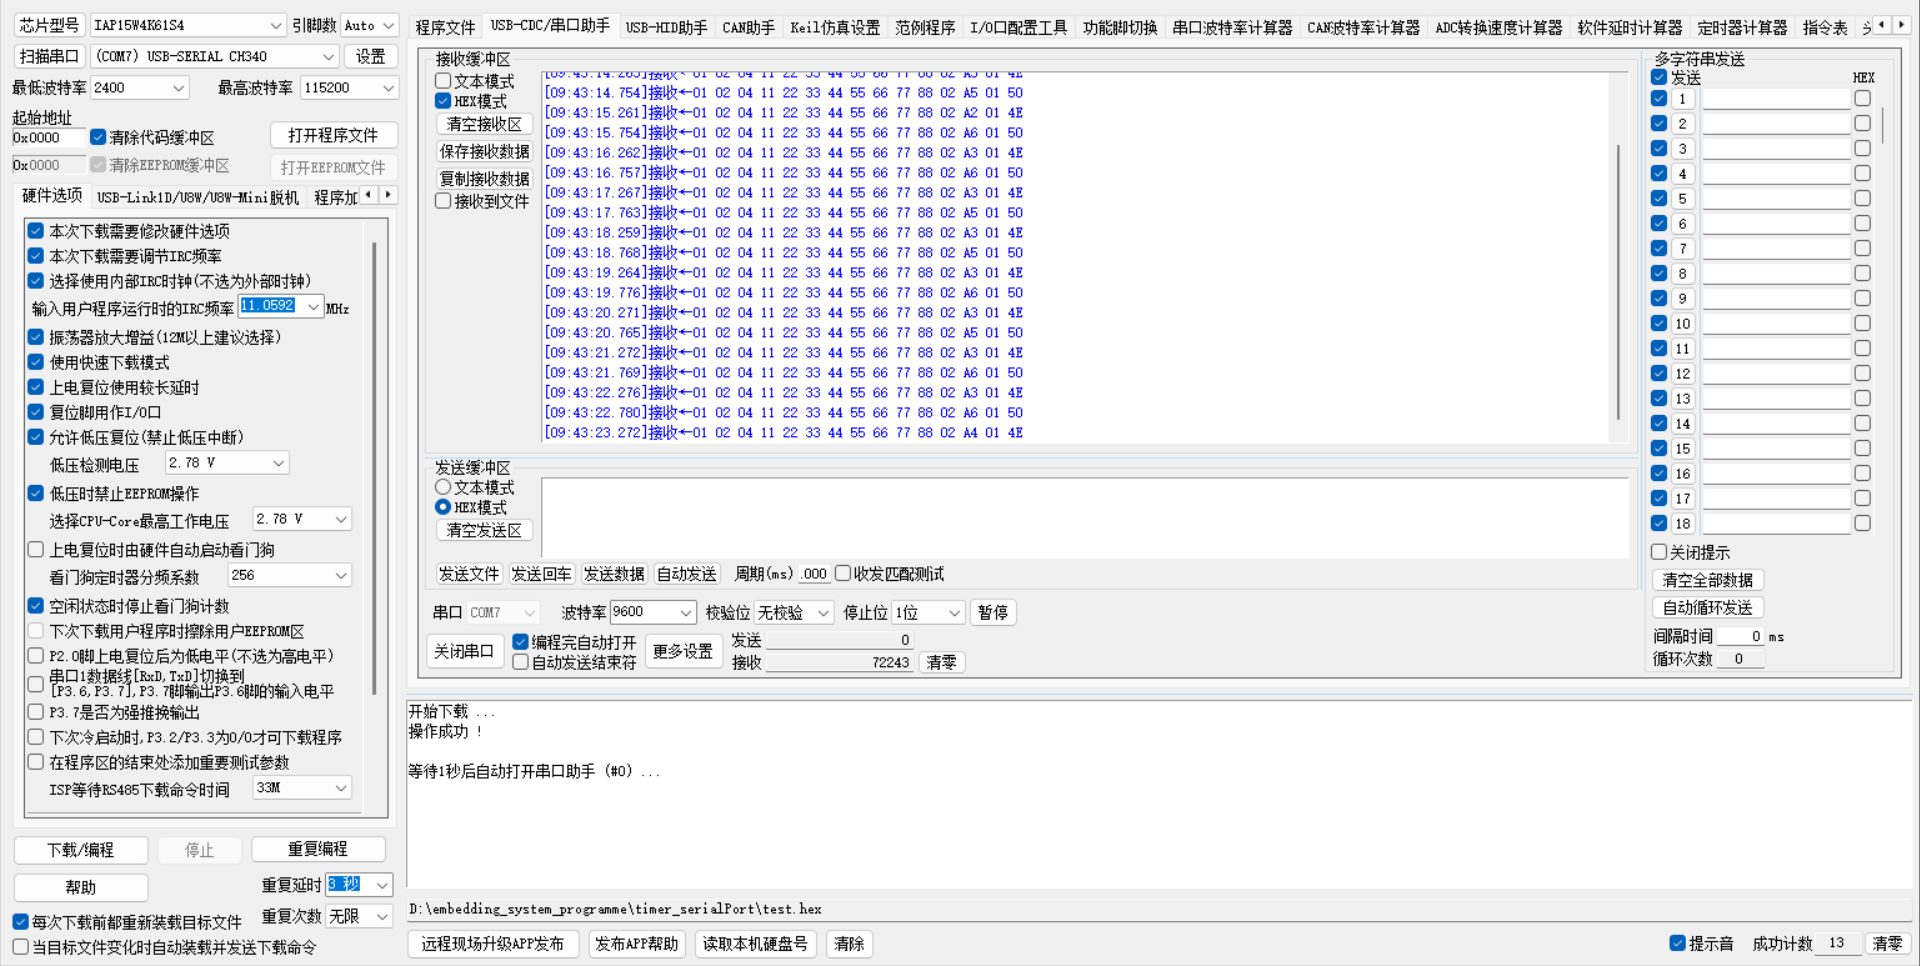 芯片型号 IAP15W4K61S4 引脚数 Auto
扫描串口 (COM7) USB-SERIAL CH340 设置
最低波特率 2400 最高波特率 115200
起始地址
0x0000 清除代码缓冲区 打开程序文件
0x0000 清除EEPROM缓冲区 打开EEPROM文件
硬件选项 USB-Link1D/U8W/U8W-Mini脱机 程序加
本次下载需要修改硬件选项
本次下载需要调节IRC频率
选择使用内部IRC时钟(不选为外部时钟)
输入用户程序运行时的IRC频率 11.0592 MHz
振荡器放大增益(12M以上建议选择)
使用快速下载模式
上电复位使用较长延时
复位脚用作I/O口
允许低压复位(禁止低压中断)
低压检测电压 2.78 V
低压时禁止EEPROM操作
选择CPU-Core最高工作电压 2.78 V
上电复位时由硬件自动启动看门狗
看门狗定时器分频系数 256
空闲状态时停止看门狗计数
下次下载用户程序时擦除用户EEPROM区
P2.0脚上电复位后为低电平(不选为高电平)
串口1数据线[RxD,TxD]切换到
[P3.6,P3.7],P3.7脚输出P3.6脚的输入电平
P3.7是否为强推挽输出
下次冷启动时,P3.2/P3.3为0/0才可下载程序
在程序区的结束处添加重要测试参数
ISP等待RS485下载命令时间 33M
下载/编程 停止 重复编程
帮助 重复延时 3 秒
每次下载前都重新装载目标文件 重复次数 无限
当目标文件变化时自动装载并发送下载命令
程序文件 USB-CDC/串口助手 USB-HID助手 CAN助手 Keil仿真设置 范例程序 I/O口配置工具 功能脚切换 串口波特率计算器 CAN波特率计算器 ADC转换速度计算器 软件延时计算器 定时器计算器 指令表
接收缓冲区
文本模式
HEX模式
清空接收区
保存接收数据
复制接收数据
接收到文件
[09:43:14.263]接收←01 02 04 11 22 33 44 55 66 77 88 02 A3 01 4E
[09:43:14.754]接收←01 02 04 11 22 33 44 55 66 77 88 02 A5 01 50
[09:43:15.261]接收←01 02 04 11 22 33 44 55 66 77 88 02 A2 01 4E
[09:43:15.754]接收←01 02 04 11 22 33 44 55 66 77 88 02 A6 01 50
[09:43:16.262]接收←01 02 04 11 22 33 44 55 66 77 88 02 A3 01 4E
[09:43:16.757]接收←01 02 04 11 22 33 44 55 66 77 88 02 A6 01 50
[09:43:17.267]接收←01 02 04 11 22 33 44 55 66 77 88 02 A3 01 4E
[09:43:17.763]接收←01 02 04 11 22 33 44 55 66 77 88 02 A5 01 50
[09:43:18.259]接收←01 02 04 11 22 33 44 55 66 77 88 02 A3 01 4E
[09:43:18.768]接收←01 02 04 11 22 33 44 55 66 77 88 02 A5 01 50
[09:43:19.264]接收←01 02 04 11 22 33 44 55 66 77 88 02 A3 01 4E
[09:43:19.776]接收←01 02 04 11 22 33 44 55 66 77 88 02 A6 01 50
[09:43:20.271]接收←01 02 04 11 22 33 44 55 66 77 88 02 A3 01 4E
[09:43:20.765]接收←01 02 04 11 22 33 44 55 66 77 88 02 A5 01 50
[09:43:21.272]接收←01 02 04 11 22 33 44 55 66 77 88 02 A3 01 4E
[09:43:21.769]接收←01 02 04 11 22 33 44 55 66 77 88 02 A6 01 50
[09:43:22.276]接收←01 02 04 11 22 33 44 55 66 77 88 02 A3 01 4E
[09:43:22.780]接收←01 02 04 11 22 33 44 55 66 77 88 02 A6 01 50
[09:43:23.272]接收←01 02 04 11 22 33 44 55 66 77 88 02 A4 01 4E
发送缓冲区
文本模式
HEX模式
清空发送区
发送文件 发送回车 发送数据 自动发送 周期(ms) .000 收发匹配测试
串口 COM7 波特率 9600 校验位 无校验 停止位 1位 暂停
关闭串口 编程完自动打开 更多设置 发送 0
自动发送结束符 接收 72243 清零
多字符串发送
发送 HEX
1
2
3
4
5
6
7
8
9
10
11
12
13
14
15
16
17
18
关闭提示
清空全部数据
自动循环发送
间隔时间 0 ms
循环次数 0
开始下载 ...
操作成功 !
等待1秒后自动打开串口助手 (#0) ...
D:\embedding_system_programme\timer_serialPort\test.hex
远程现场升级APP发布 发布APP帮助 读取本机硬盘号 清除
提示音 成功计数 13 清零